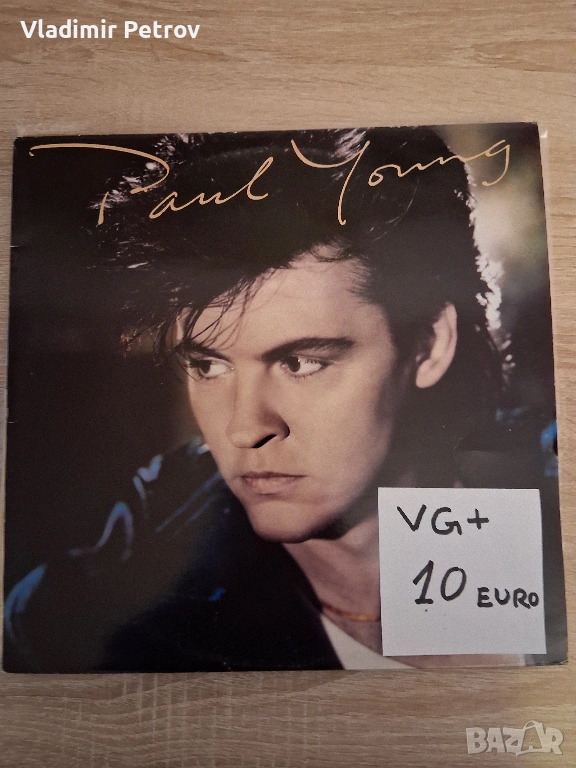 Vladimir Petrov
Paul Young
VG+
10 EURO
BAZAR